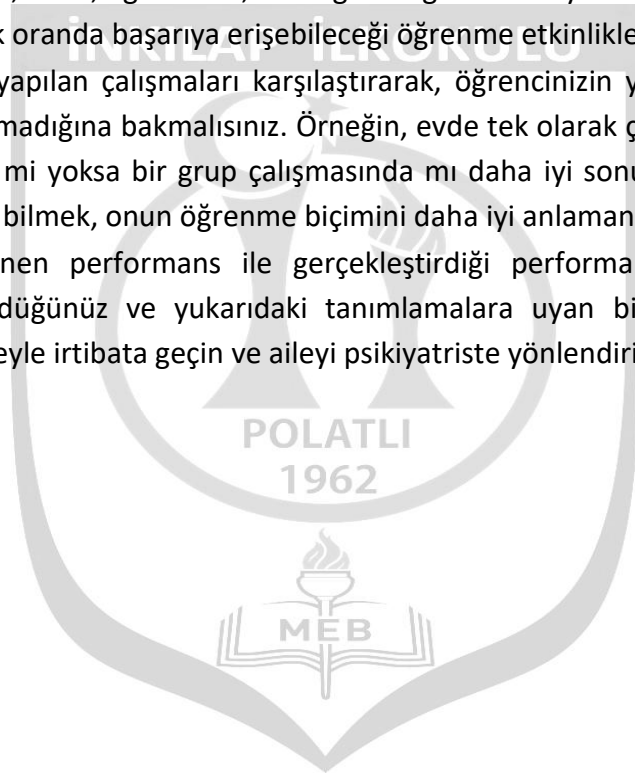 k oranda başarıya erişebileceği öğrenme etkinlikle
İNKILAP İLKOKULU
yapılan çalışmaları karşılaştırarak, öğrencinizin y
madığına bakmalısınız. Örneğin, evde tek olarak ç
mi yoksa bir grup çalışmasında mı daha iyi sonu
bilmek, onun öğrenme biçimini daha iyi anlaman
nen performans ile gerçekleştirdiği performa
düğünüz ve yukarıdaki tanımlamalara uyan bi
eyle irtibata geçin ve aileyi psikiyatriste yönlendiri
POLATLI
1962
MEB